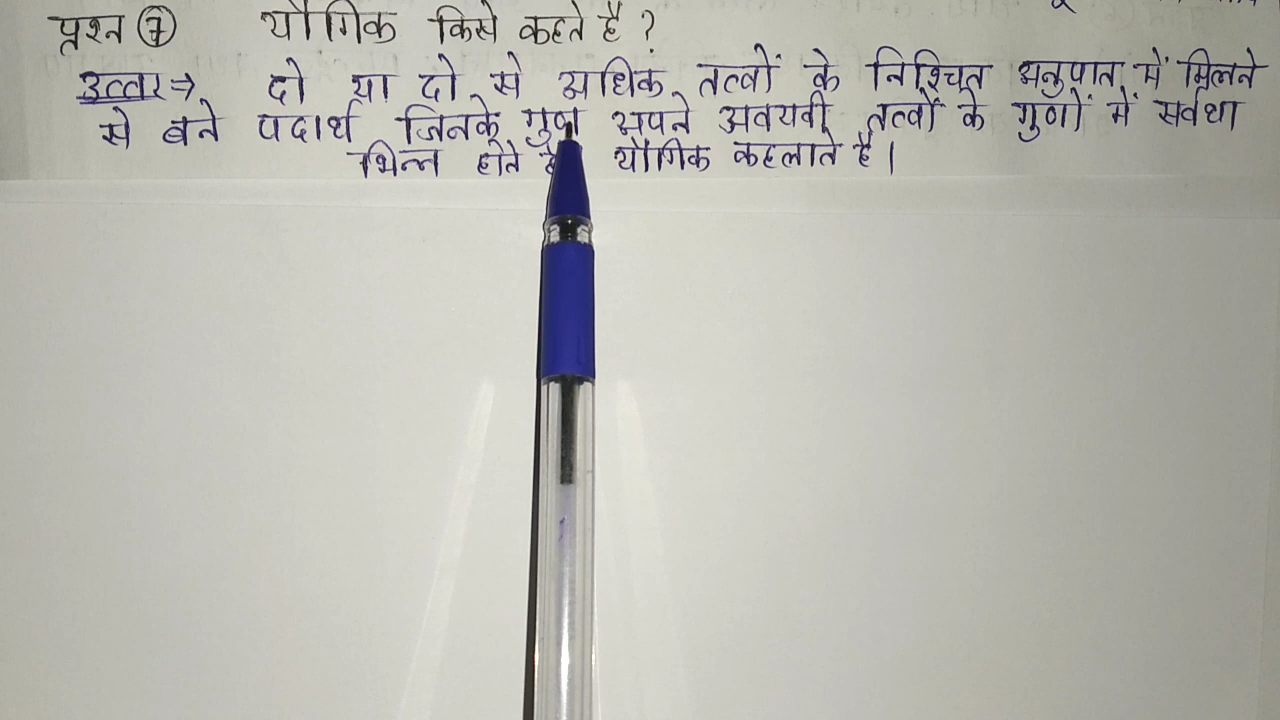 प्रश्न ⑦ यौगिक किसे कहते है ?
उत्तर → दो या दो से अधिक तत्वों के निश्चित अनुपात में मिलने
से बने पदार्थ जिनके गुण अपने अवयवी तत्वों के गुणों में सर्वथा
भिन्न होते है यौगिक कहलाते है।